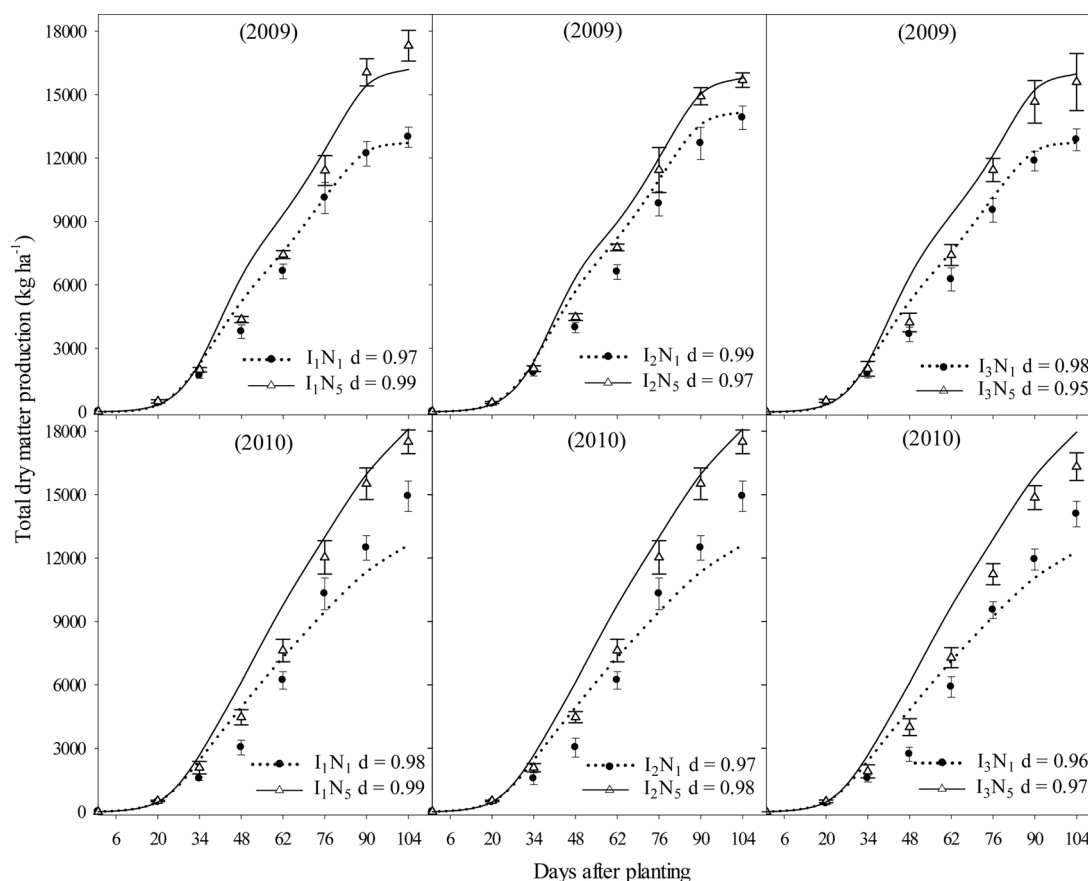 Total dry matter production (kg ha⁻¹)
18000
15000
12000
9000
6000
3000
0
(2009)
I₁N₁ d = 0.97
I₁N₅ d = 0.99
(2009)
I₂N₁ d = 0.99
I₂N₅ d = 0.97
(2009)
I₃N₁ d = 0.98
I₃N₅ d = 0.95
18000
15000
12000
9000
6000
3000
0
(2010)
I₁N₁ d = 0.98
I₁N₅ d = 0.99
(2010)
I₂N₁ d = 0.97
I₂N₅ d = 0.98
(2010)
I₃N₁ d = 0.96
I₃N₅ d = 0.97
6 20 34 48 62 76 90 104
6 20 34 48 62 76 90 104
6 20 34 48 62 76 90 104
Days after planting